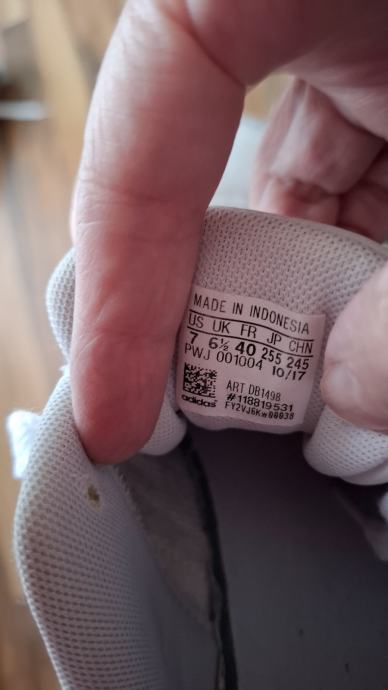 MADE IN INDONESIA
US UK FR JP CHN
7 6½ 40 255 245
PWJ 001004 10/17
ART DB1498
#118819531
adidas FY2VJ6Kw00038